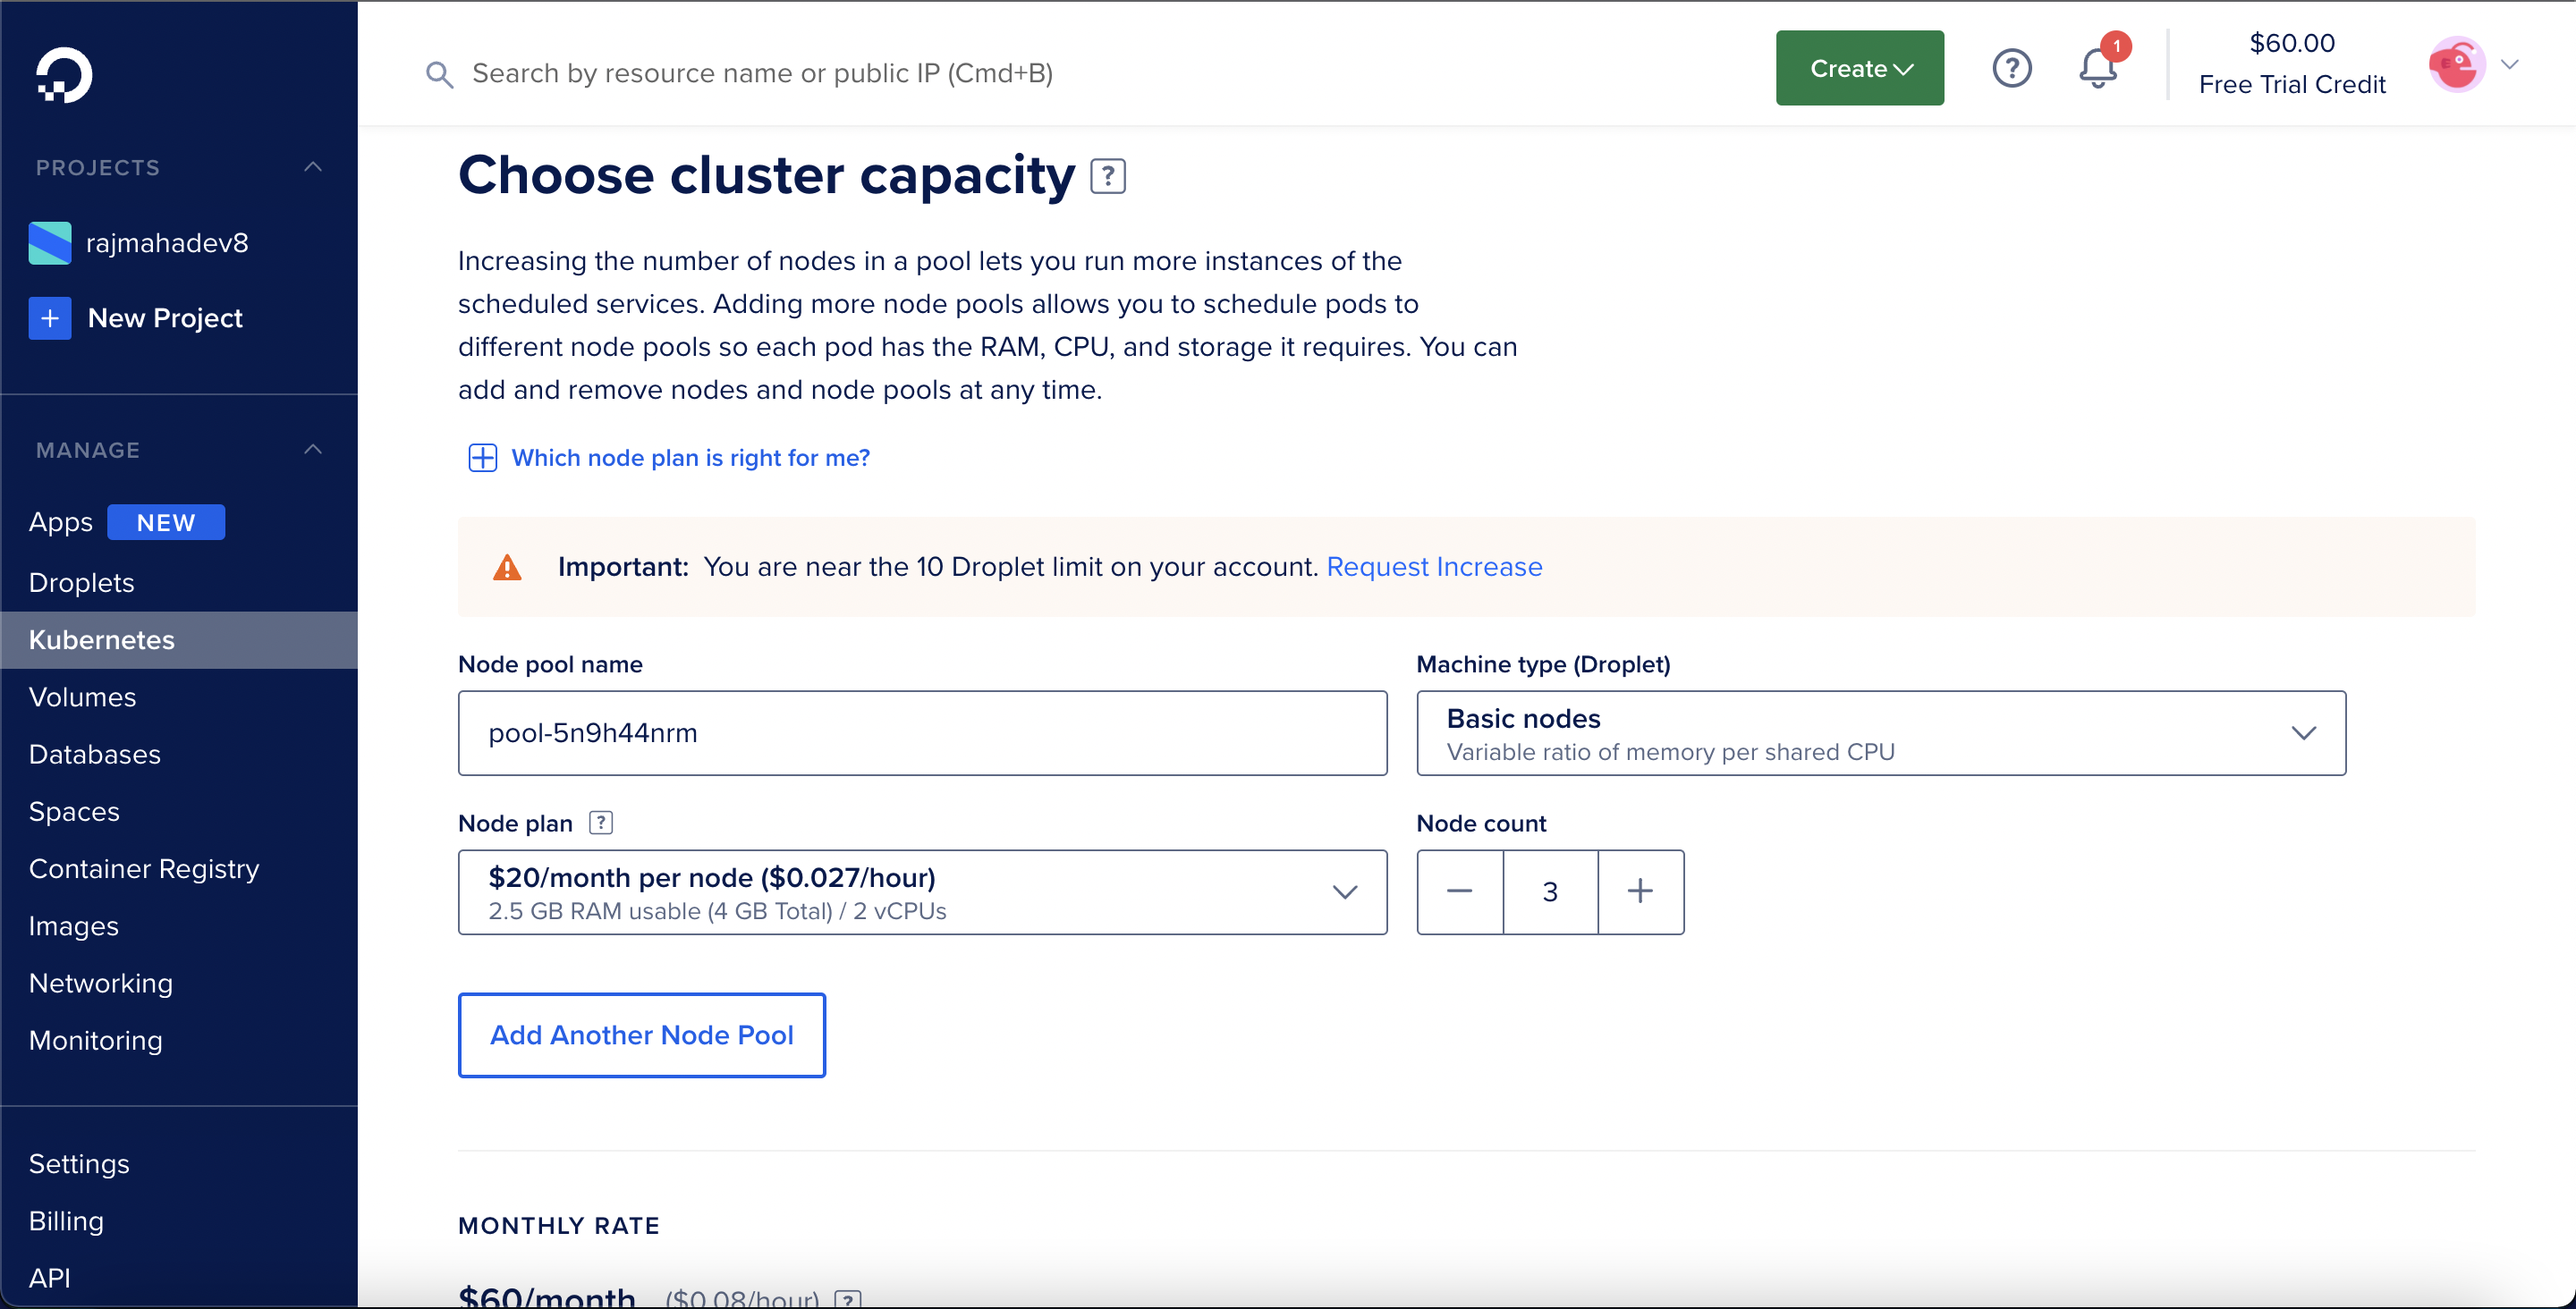 Search by resource name or public IP (Cmd+B)
Create
1
$60.00
Free Trial Credit
PROJECTS
rajmahadev8
New Project
MANAGE
Apps NEW
Droplets
Kubernetes
Volumes
Databases
Spaces
Container Registry
Images
Networking
Monitoring
Settings
Billing
API
Choose cluster capacity ?
Increasing the number of nodes in a pool lets you run more instances of the
scheduled services. Adding more node pools allows you to schedule pods to
different node pools so each pod has the RAM, CPU, and storage it requires. You can
add and remove nodes and node pools at any time.
Which node plan is right for me?
Important: You are near the 10 Droplet limit on your account. Request Increase
Node pool name
pool-5n9h44nrm
Machine type (Droplet)
Basic nodes
Variable ratio of memory per shared CPU
Node plan ?
$20/month per node ($0.027/hour)
2.5 GB RAM usable (4 GB Total) / 2 vCPUs
Node count
3
Add Another Node Pool
MONTHLY RATE
$60/month ($0.08/hour) ?